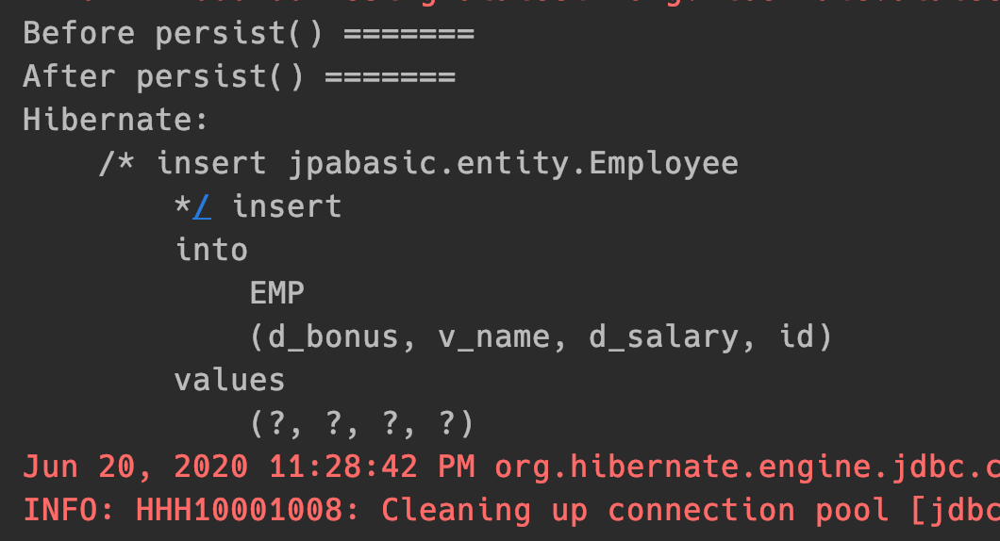 Before persist() =======
After persist() =======
Hibernate:
    /* insert jpabasic.entity.Employee
        */ insert
        into
            EMP
            (d_bonus, v_name, d_salary, id)
        values
            (?, ?, ?, ?)
Jun 20, 2020 11:28:42 PM org.hibernate.engine.jdbc.c
INFO: HHH10001008: Cleaning up connection pool [jdbc